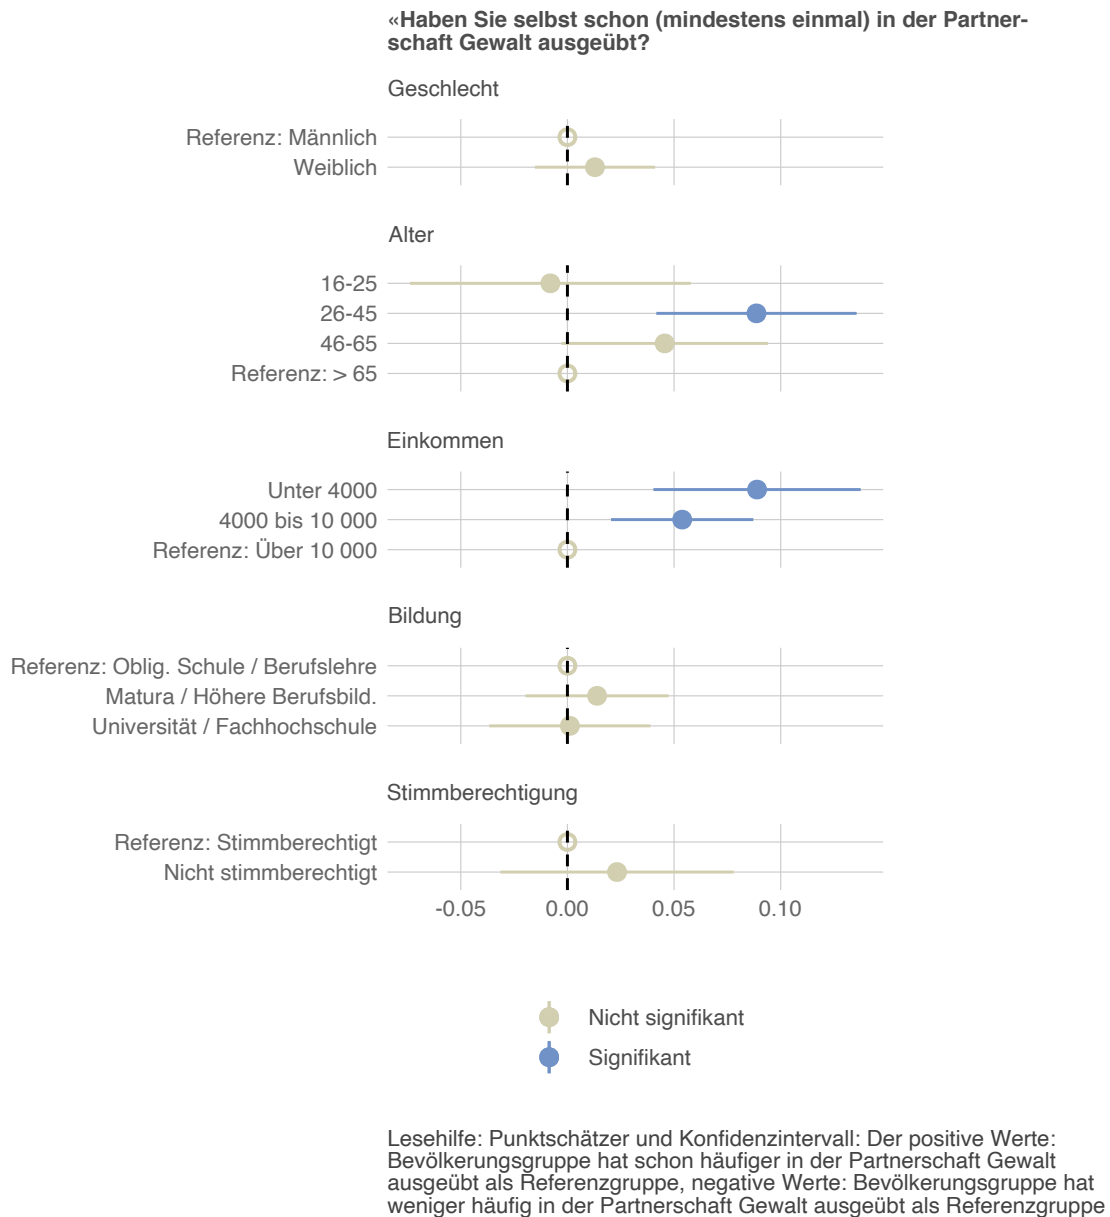 «Haben Sie selbst schon (mindestens einmal) in der Partner-
schaft Gewalt ausgeübt?
Geschlecht
Referenz: Männlich
Weiblich
Alter
16-25
26-45
46-65
Referenz: > 65
Einkommen
Unter 4000
4000 bis 10 000
Referenz: Über 10 000
Bildung
Referenz: Oblig. Schule / Berufslehre
Matura / Höhere Berufsbild.
Universität / Fachhochschule
Stimmberechtigung
Referenz: Stimmberechtigt
Nicht stimmberechtigt
-0.05 0.00 0.05 0.10
Nicht signifikant
Signifikant
Lesehilfe: Punktschätzer und Konfidenzintervall: Der positive Werte:
Bevölkerungsgruppe hat schon häufiger in der Partnerschaft Gewalt
ausgeübt als Referenzgruppe, negative Werte: Bevölkerungsgruppe hat
weniger häufig in der Partnerschaft Gewalt ausgeübt als Referenzgruppe